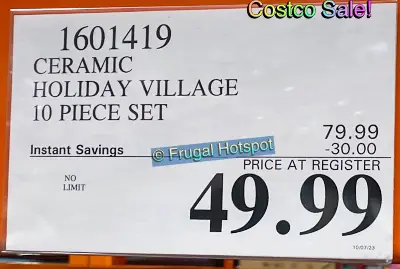 Costco Sale!
1601419
CERAMIC
HOLIDAY VILLAGE
10 PIECE SET
79.99
Instant Savings -30.00
© Frugal Hotspot
PRICE AT REGISTER
NO
LIMIT
49.99
10/07/23